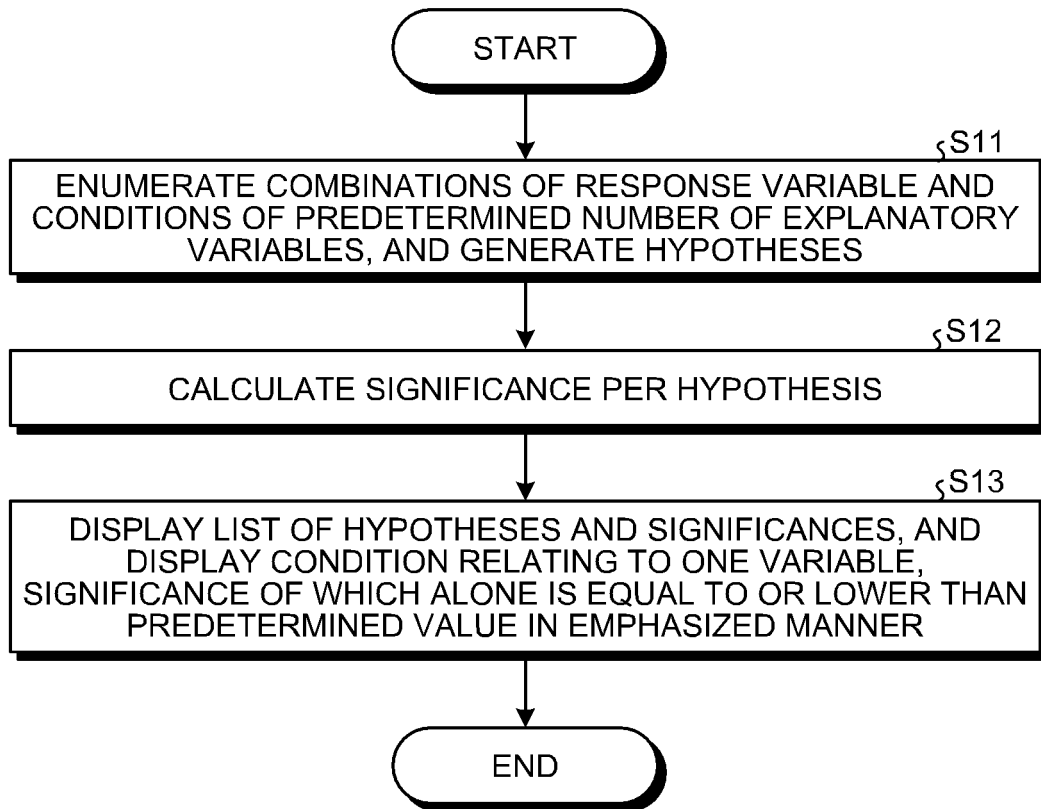 START
S11
ENUMERATE COMBINATIONS OF RESPONSE VARIABLE AND
CONDITIONS OF PREDETERMINED NUMBER OF EXPLANATORY
VARIABLES, AND GENERATE HYPOTHESES
S12
CALCULATE SIGNIFICANCE PER HYPOTHESIS
S13
DISPLAY LIST OF HYPOTHESES AND SIGNIFICANCES, AND
DISPLAY CONDITION RELATING TO ONE VARIABLE,
SIGNIFICANCE OF WHICH ALONE IS EQUAL TO OR LOWER THAN
PREDETERMINED VALUE IN EMPHASIZED MANNER
END